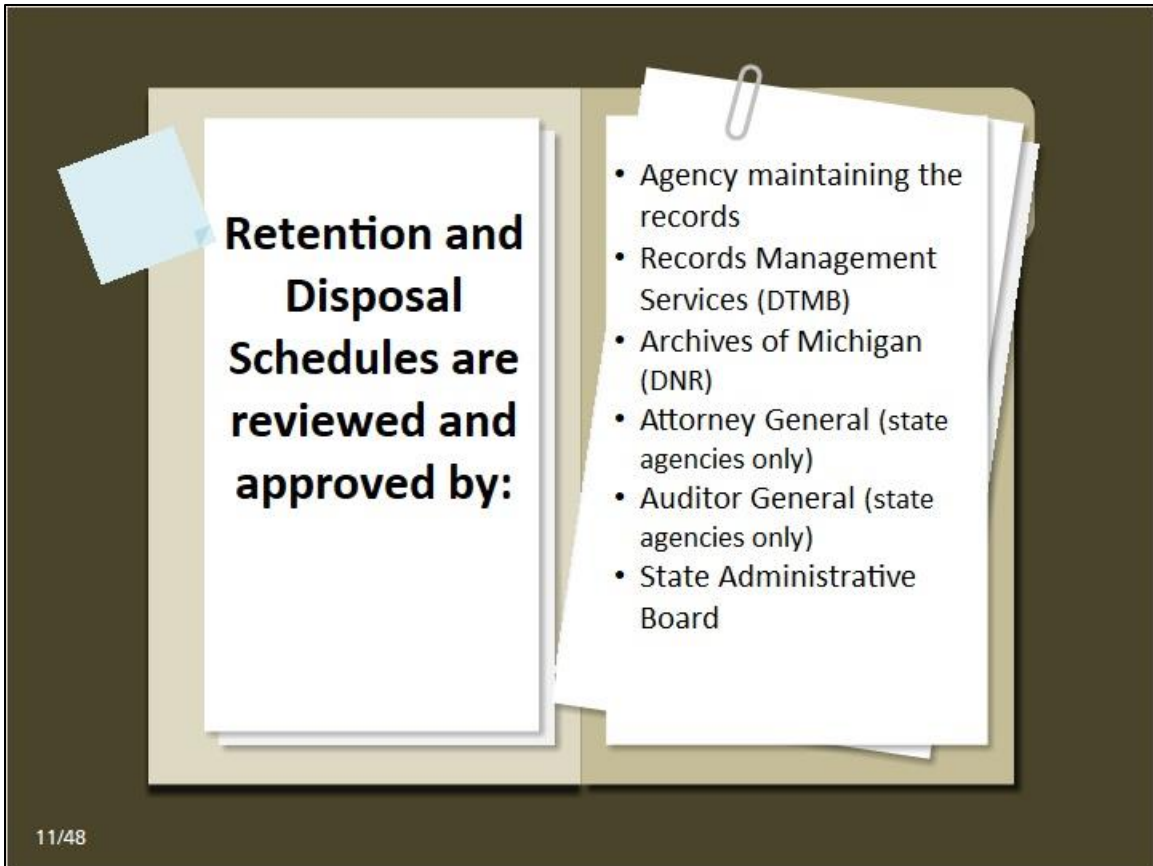 Retention and
Disposal
Schedules are
reviewed and
approved by:
• Agency maintaining the
records
• Records Management
Services (DTMB)
• Archives of Michigan
(DNR)
• Attorney General (state
agencies only)
• Auditor General (state
agencies only)
• State Administrative
Board
11/48